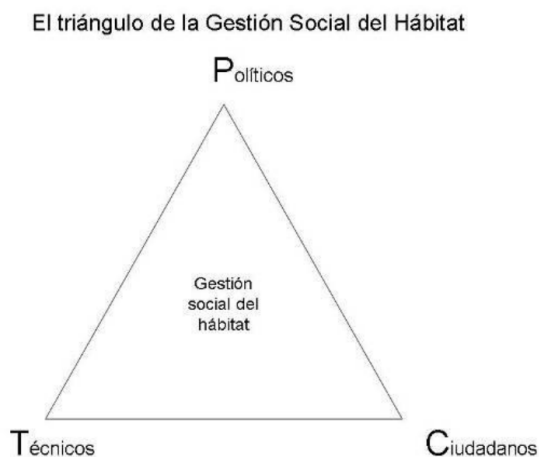 El triángulo de la Gestión Social del Hábitat
Políticos
Gestión
social del
hábitat
Técnicos
Ciudadanos